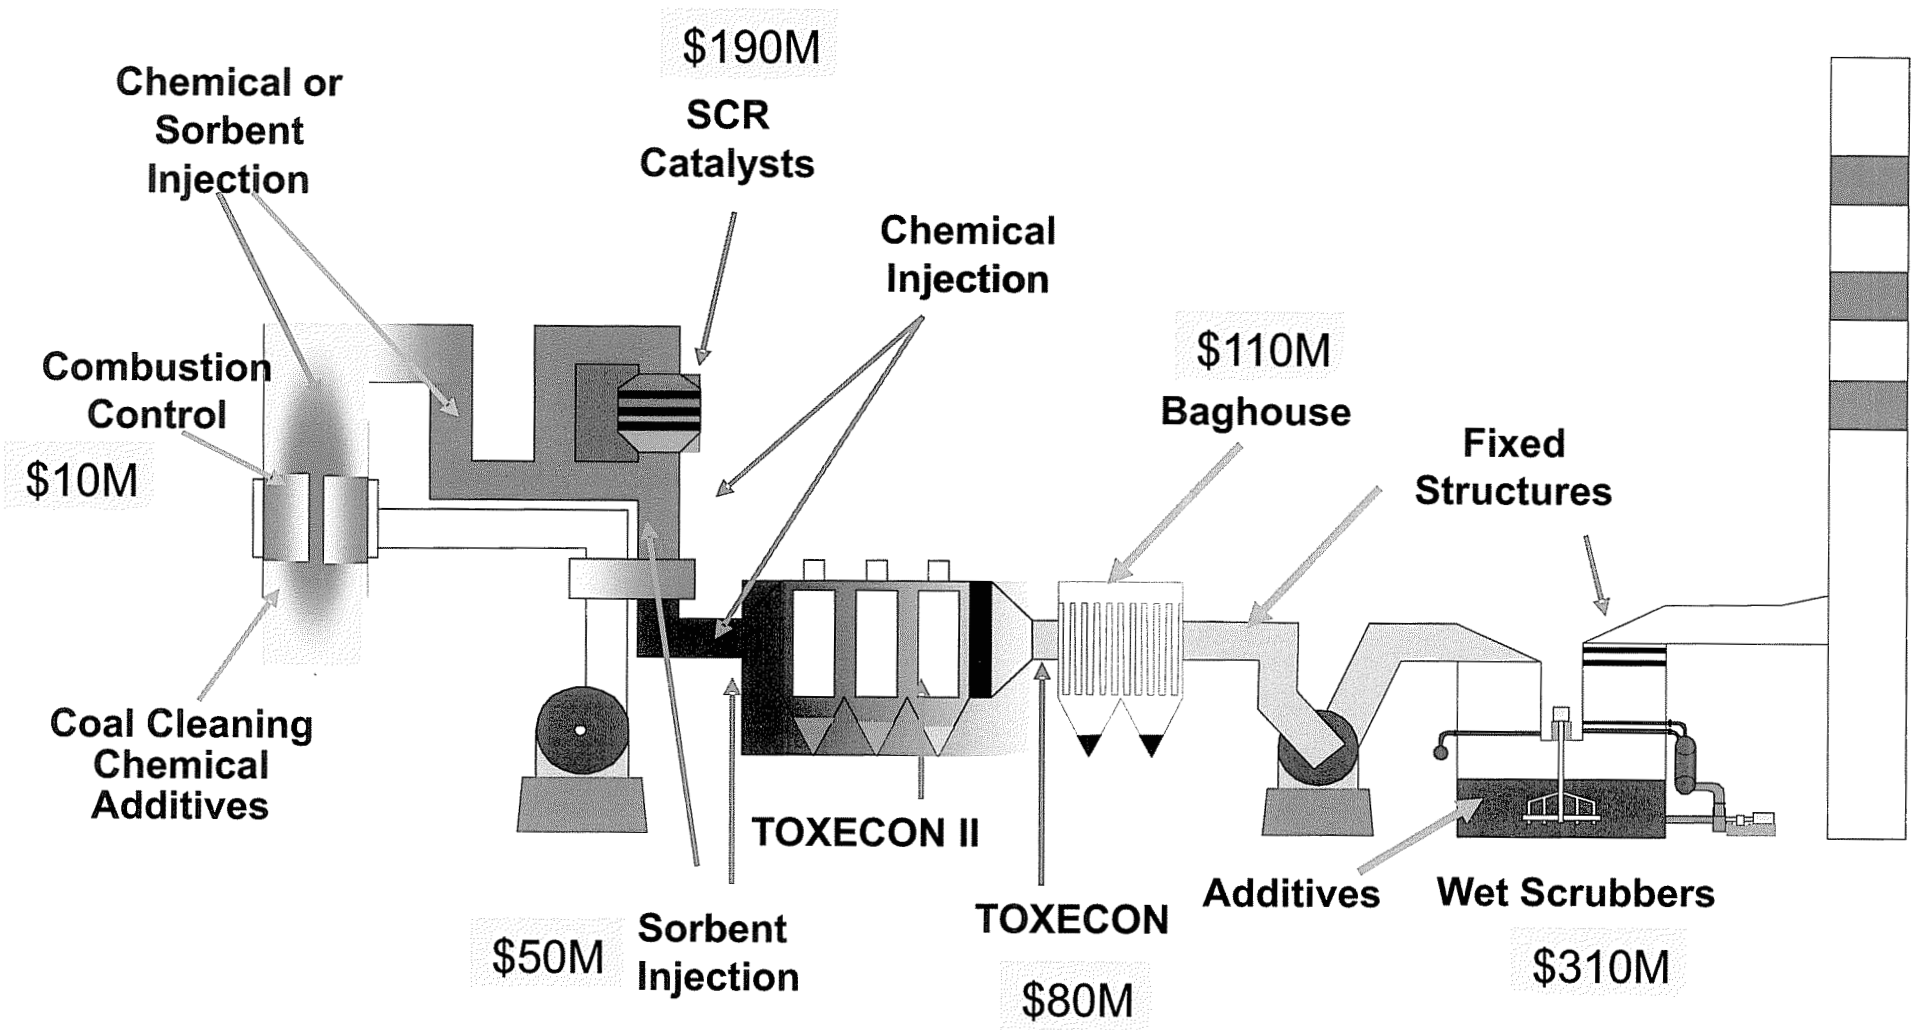 $190M
SCR
Catalysts
Chemical or
Sorbent
Injection
Chemical
Injection
Combustion
Control
$10M
$110M
Baghouse
Fixed
Structures
Coal Cleaning
Chemical
Additives
TOXECON II
Sorbent
Injection
$50M
TOXECON
$80M
Additives
Wet Scrubbers
$310M